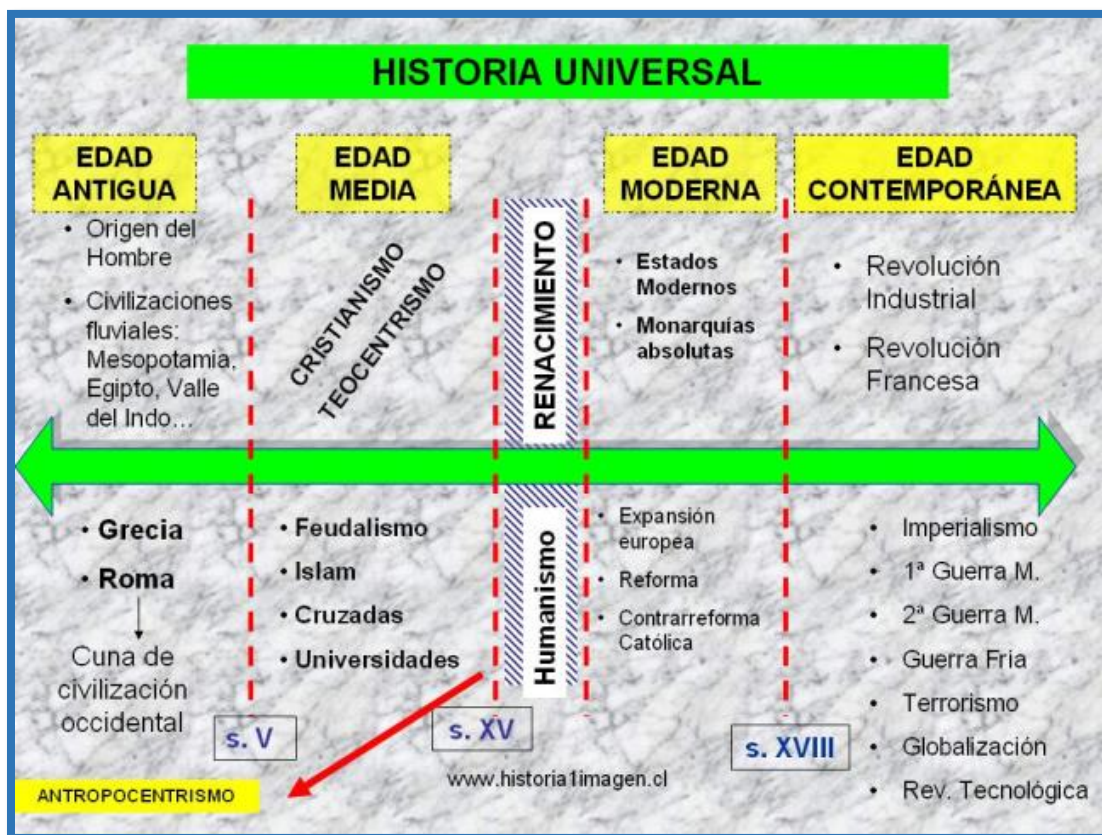 HISTORIA UNIVERSAL
EDAD
ANTIGUA
• Origen del
Hombre
• Civilizaciones
fluviales:
Mesopotamia,
Egipto, Valle
del Indo...
EDAD
MEDIA
CRISTIANISMO
TEOCENTRISMO
RENACIMIENTO
EDAD
MODERNA
• Estados
Modernos
• Monarquías
absolutas
EDAD
CONTEMPORÁNEA
• Revolución
Industrial
• Revolución
Francesa
• Grecia
• Roma
Cuna de
civilización
occidental
• Feudalismo
• Islam
• Cruzadas
• Universidades
Humanismo
• Expansión
europea
• Reforma
• Contrarreforma
Católica
• Imperialismo
• 1ª Guerra M.
• 2ª Guerra M.
• Guerra Fria
• Terrorismo
• Globalización
• Rev. Tecnológica
s. V
s. XV
s. XVIII
www.historia1imagen.cl
ANTROPOCENTRISMO